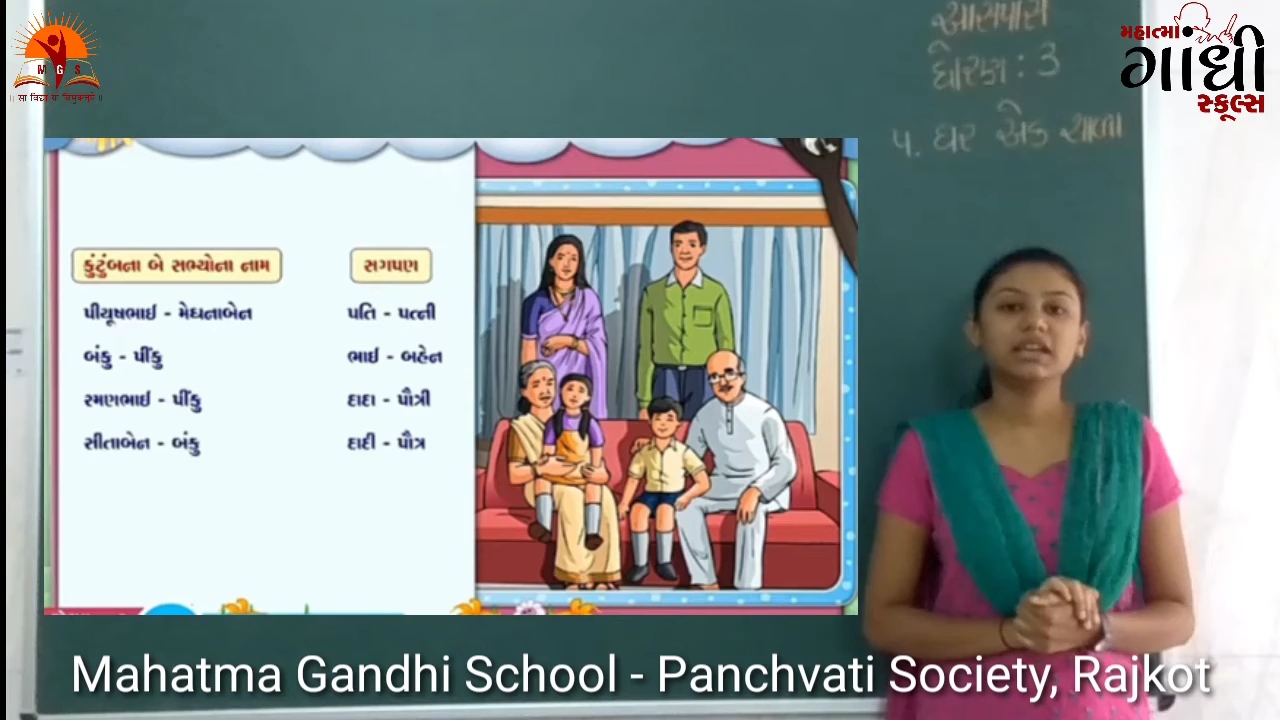 M G S
|| सा विद्या या विमुक्तये ||
મહાત્મા
ગાંધી
સ્કૂલ્સ
આસપાસ
ધોરણ : 3
૫. ઘર એક શાળા
કુટુંબના બે સભ્યોના નામ સગપણ
પીયૂષભાઈ - મેઘનાબેન પતિ - પત્ની
બંકુ - પીંકુ ભાઈ - બહેન
રમણભાઈ - પીંકુ દાદા - પૌત્રી
સીતાબેન - બંકુ દાદી - પૌત્ર
Mahatma Gandhi School - Panchvati Society, Rajkot